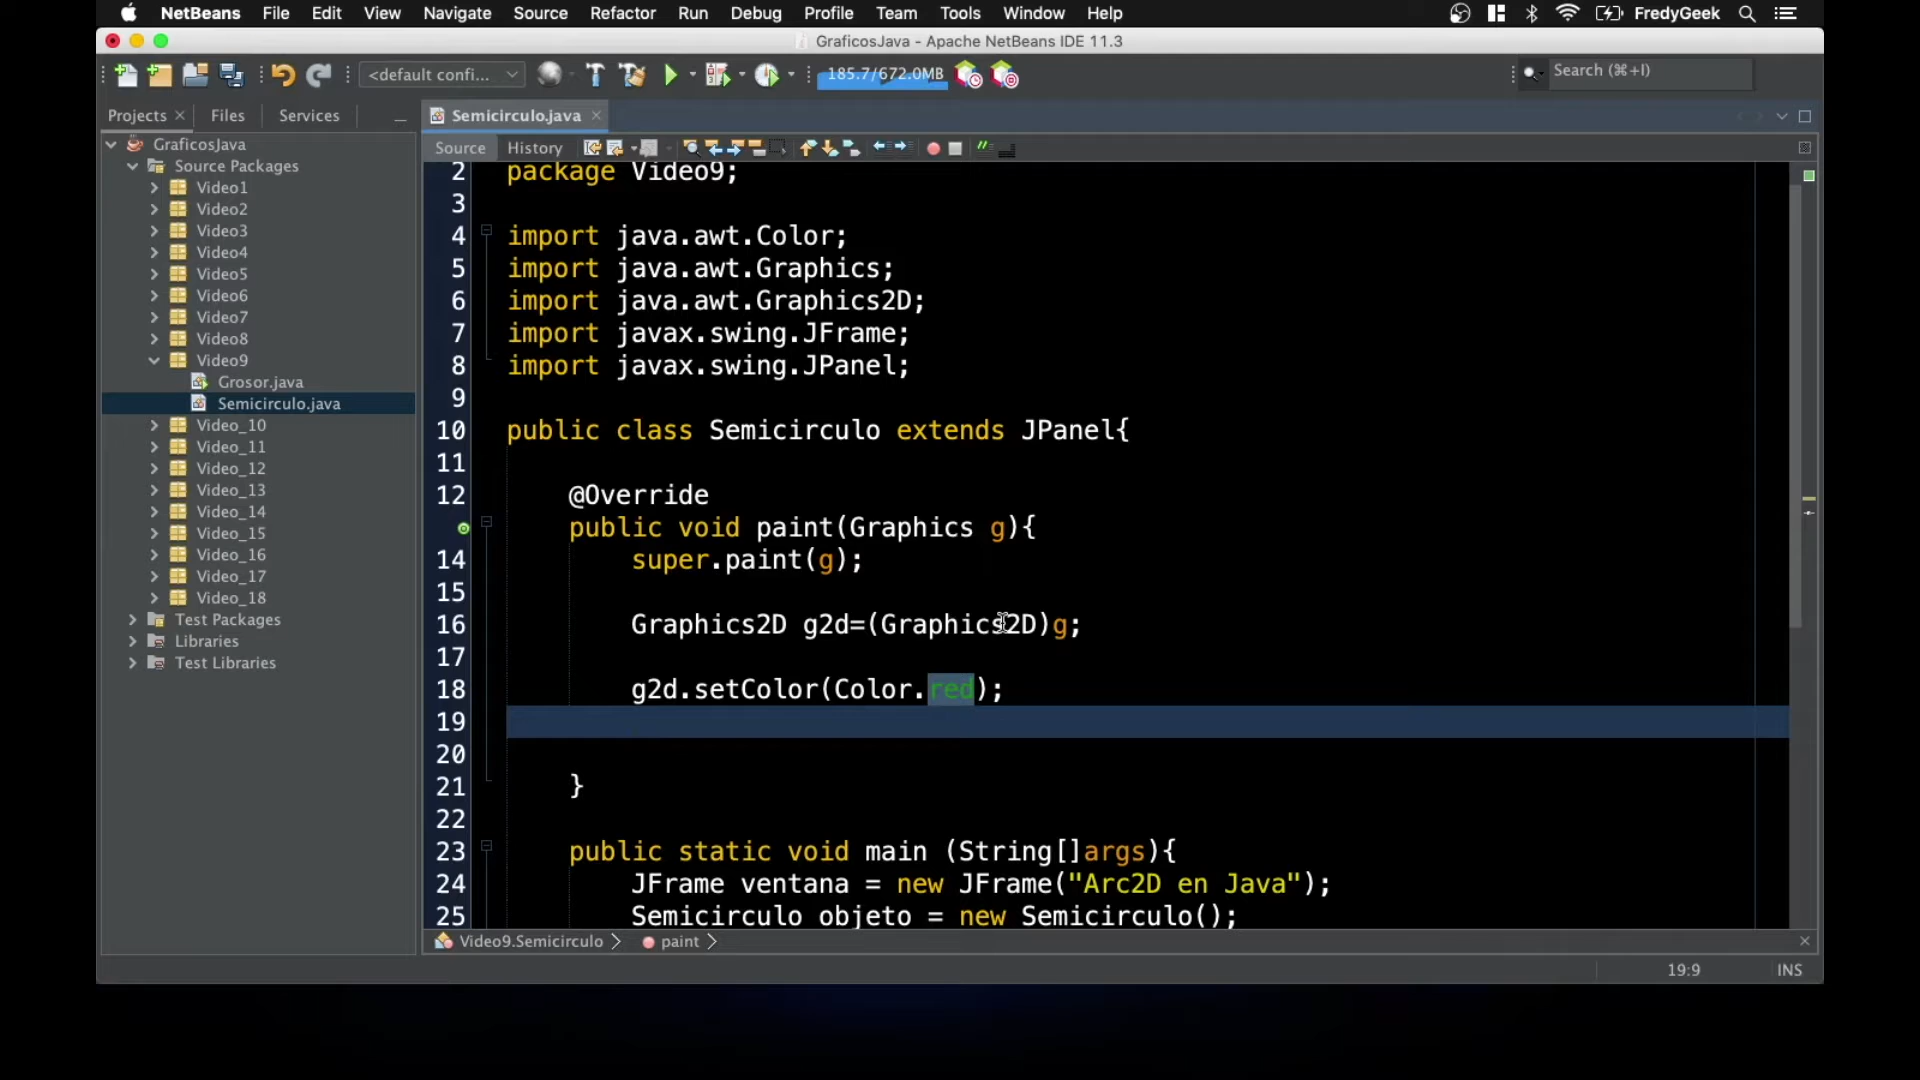 NetBeans File Edit View Navigate Source Refactor Run Debug Profile Team Tools Window Help FredyGeek
GraficosJava - Apache NetBeans IDE 11.3
<default confi... 185.7/672.0MB Search (⌘+I)
Projects Files Services Semicirculo.java
Source History
GraficosJava
Source Packages
Video1
Video2
Video3
Video4
Video5
Video6
Video7
Video8
Video9
Grosor.java
Semicirculo.java
Video_10
Video_11
Video_12
Video_13
Video_14
Video_15
Video_16
Video_17
Video_18
Test Packages
Libraries
Test Libraries
2 package Video9;
3
4 import java.awt.Color;
5 import java.awt.Graphics;
6 import java.awt.Graphics2D;
7 import javax.swing.JFrame;
8 import javax.swing.JPanel;
9
10 public class Semicirculo extends JPanel{
11
12 @Override
public void paint(Graphics g){
14 super.paint(g);
15
16 Graphics2D g2d=(Graphics2D)g;
17
18 g2d.setColor(Color.red);
19
20
21 }
22
23 public static void main (String[]args){
24 JFrame ventana = new JFrame("Arc2D en Java");
25 Semicirculo objeto = new Semicirculo();
Video9.Semicirculo paint
19:9 INS